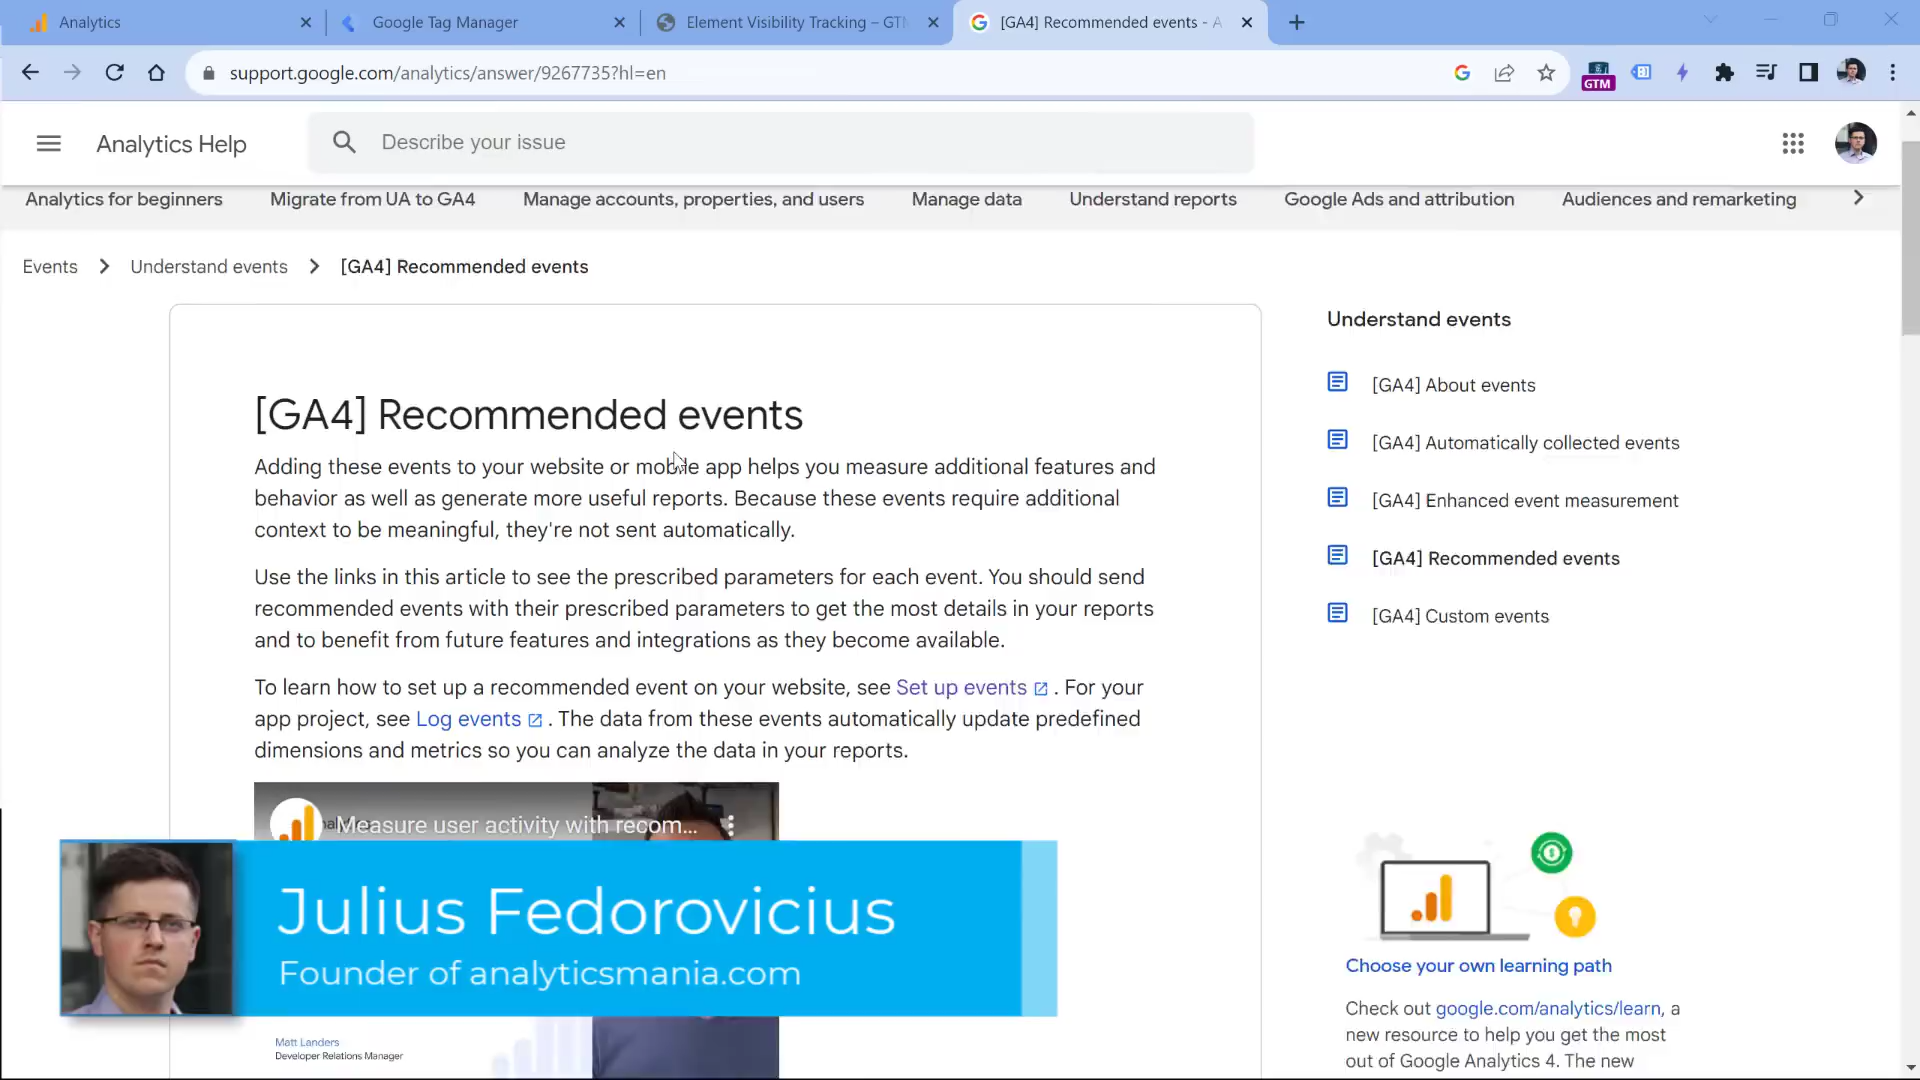 Analytics
Google Tag Manager
Element Visibility Tracking – GTM
[GA4] Recommended events - A
support.google.com/analytics/answer/9267735?hl=en
GTM
Analytics Help
Describe your issue
Analytics for beginners
Migrate from UA to GA4
Manage accounts, properties, and users
Manage data
Understand reports
Google Ads and attribution
Audiences and remarketing
Events
Understand events
[GA4] Recommended events
[GA4] Recommended events
Adding these events to your website or mobile app helps you measure additional features and
behavior as well as generate more useful reports. Because these events require additional
context to be meaningful, they're not sent automatically.
Use the links in this article to see the prescribed parameters for each event. You should send
recommended events with their prescribed parameters to get the most details in your reports
and to benefit from future features and integrations as they become available.
To learn how to set up a recommended event on your website, see Set up events . For your
app project, see Log events . The data from these events automatically update predefined
dimensions and metrics so you can analyze the data in your reports.
Measure user activity with recom...
Julius Fedorovicius
Founder of analyticsmania.com
Matt Landers
Developer Relations Manager
Understand events
[GA4] About events
[GA4] Automatically collected events
[GA4] Enhanced event measurement
[GA4] Recommended events
[GA4] Custom events
Choose your own learning path
Check out google.com/analytics/learn, a
new resource to help you get the most
out of Google Analytics 4. The new